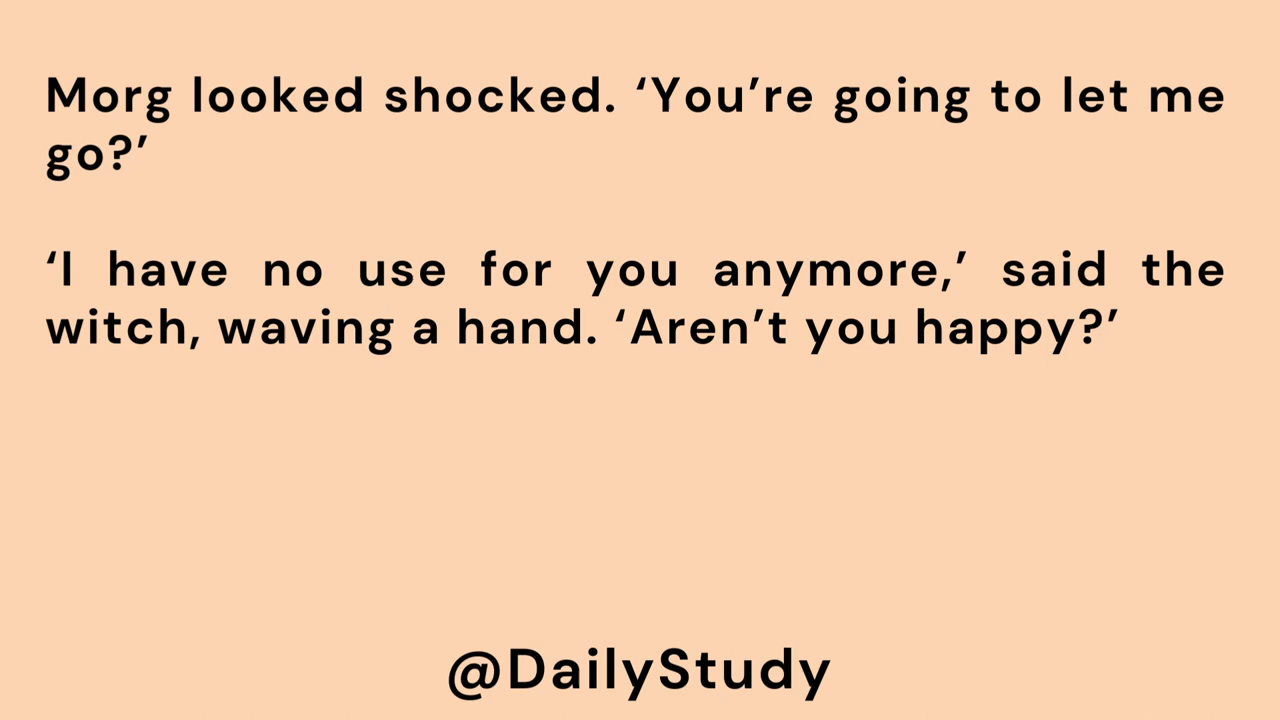 Morg looked shocked. ‘You’re going to let me
go?’
‘I have no use for you anymore,’ said the
witch, waving a hand. ‘Aren’t you happy?’
@DailyStudy